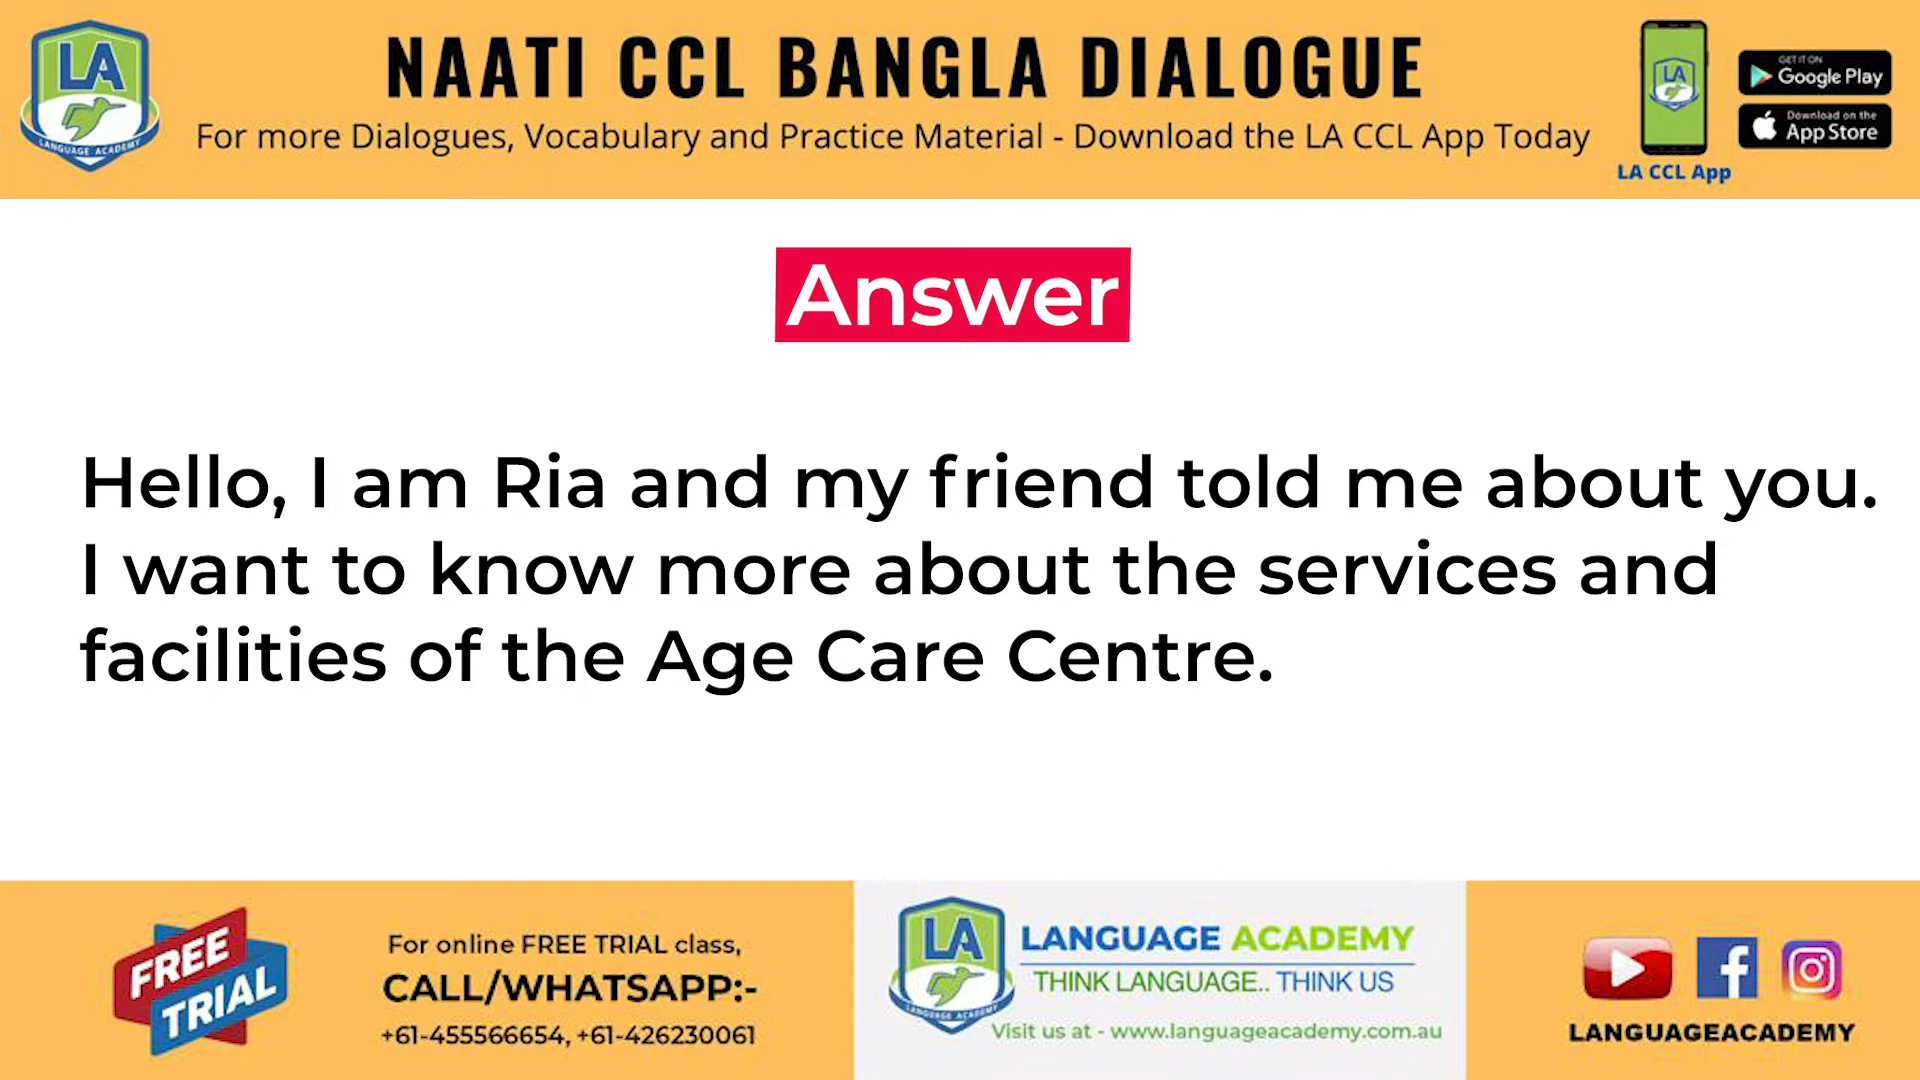 LA
LANGUAGE ACADEMY
NAATI CCL BANGLA DIALOGUE
For more Dialogues, Vocabulary and Practice Material - Download the LA CCL App Today
LA
LA CCL App
GET IT ON
Google Play
Download on the
App Store
Answer
Hello, I am Ria and my friend told me about you.
I want to know more about the services and
facilities of the Age Care Centre.
FREE
TRIAL
For online FREE TRIAL class,
CALL/WHATSAPP:-
+61-455566654, +61-426230061
LA
LANGUAGE ACADEMY
LANGUAGE ACADEMY
THINK LANGUAGE.. THINK US
Visit us at - www.languageacademy.com.au
LANGUAGEACADEMY